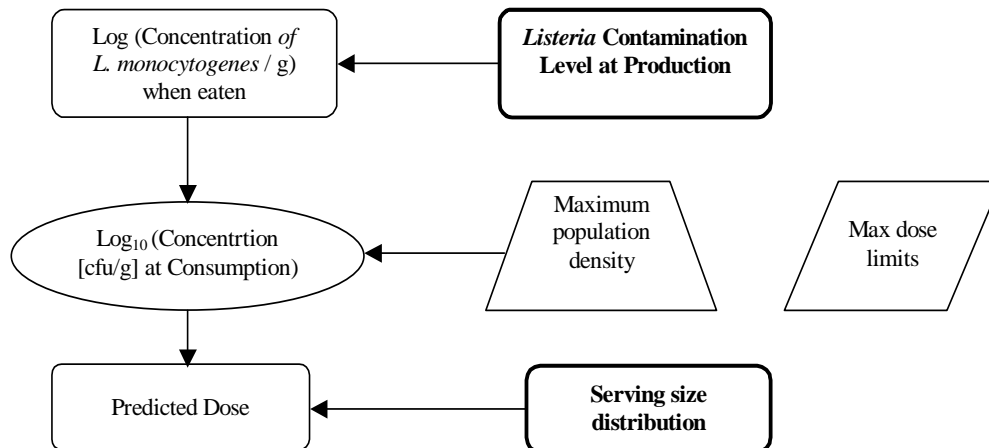 Log (Concentration of
L. monocytogenes / g)
when eaten
Listeria Contamination
Level at Production
Log₁₀ (Concentrtion
[cfu/g] at Consumption)
Maximum
population
density
Max dose
limits
Predicted Dose
Serving size
distribution